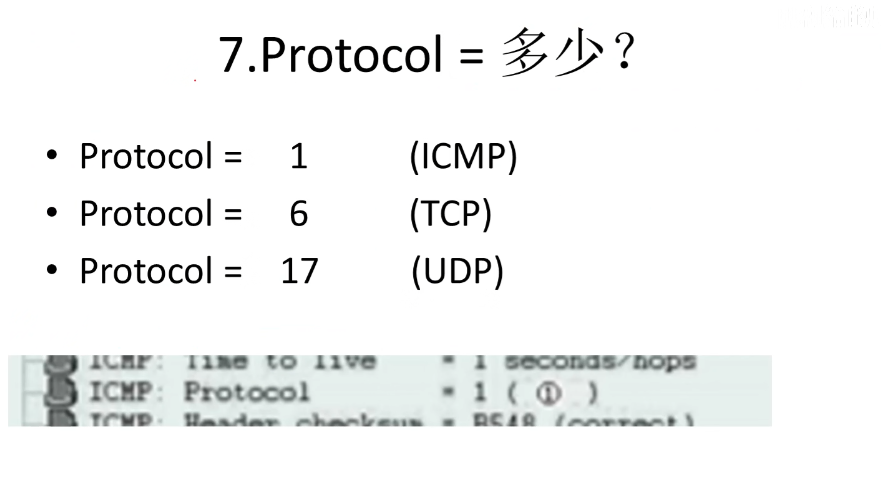 7.Protocol = 多少?
• Protocol = 1 (ICMP)
• Protocol = 6 (TCP)
• Protocol = 17 (UDP)
ICMP: Time to live = 1 seconds/hops
ICMP: Protocol = 1 ( ① )
ICMP: Header checksum = B548 (correct)